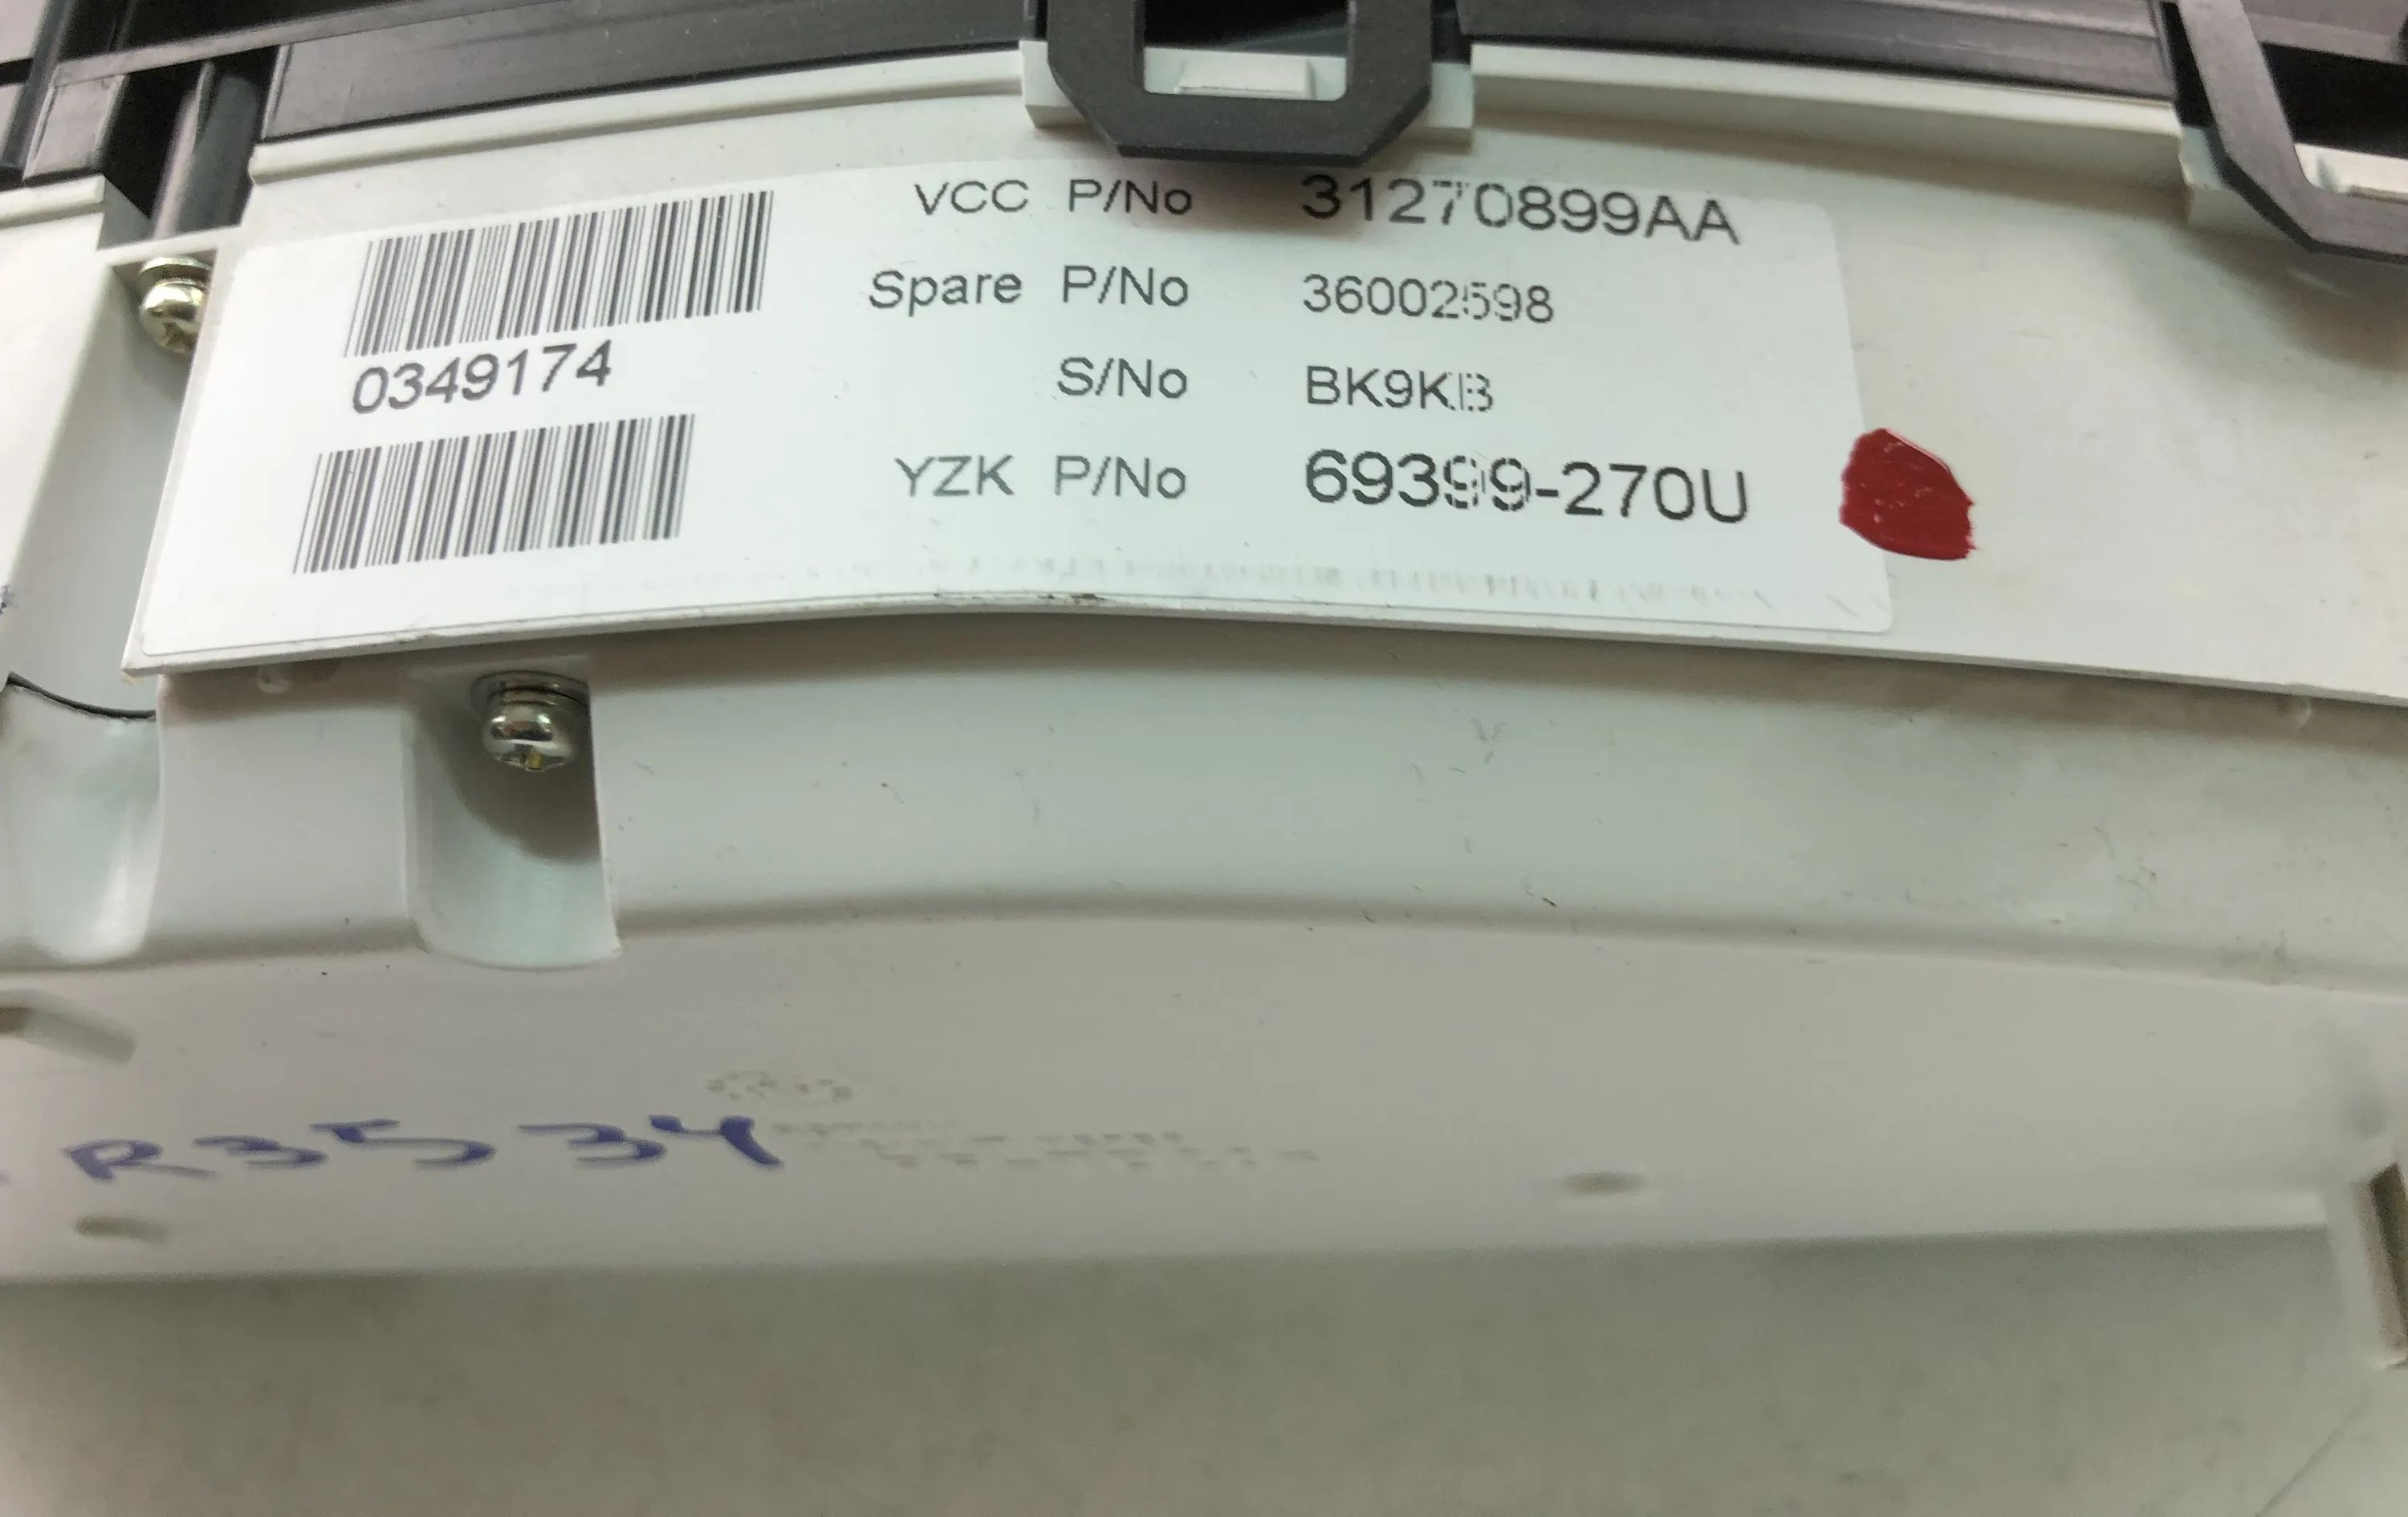 VCC P/No 31270899AA
Spare P/No 36002598
0349174
S/No BK9KB
YZK P/No 69399-270U
R3534